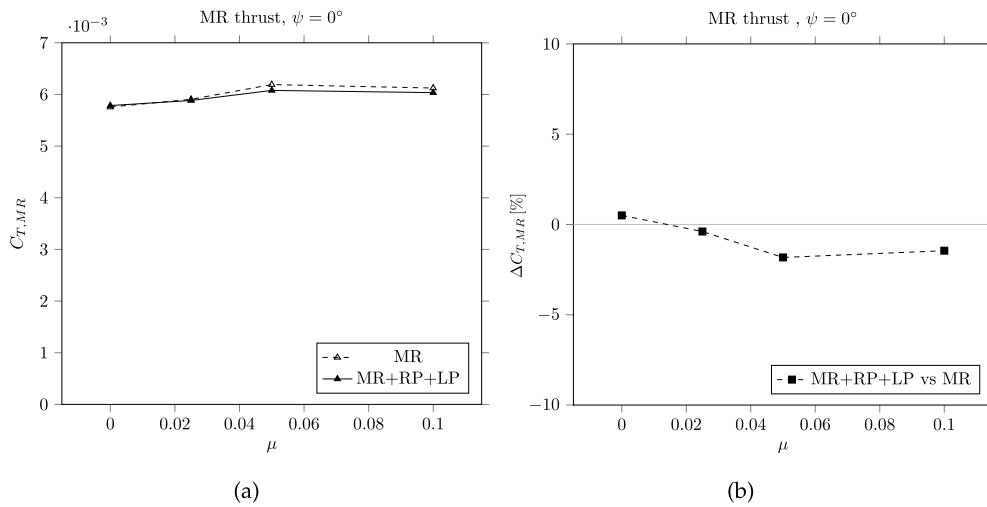 MR thrust, ψ = 0°
·10⁻³
7
6
5
4
3
2
1
0
C_{T,MR}
0 0.02 0.04 0.06 0.08 0.1
μ
MR
MR+RP+LP
(a)
MR thrust , ψ = 0°
10
5
0
−5
−10
ΔC_{T,MR} [%]
0 0.02 0.04 0.06 0.08 0.1
μ
MR+RP+LP vs MR
(b)